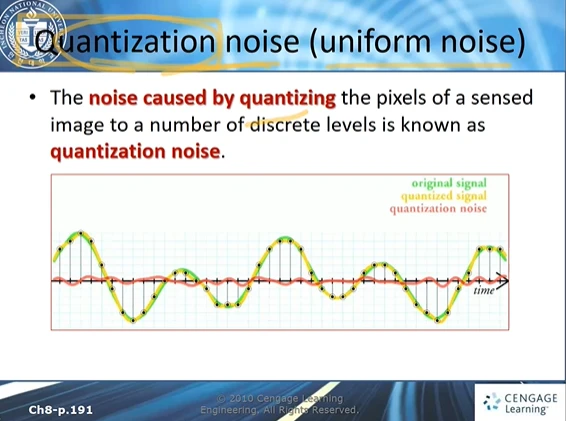 Quantization noise (uniform noise)
• The noise caused by quantizing the pixels of a sensed
image to a number of discrete levels is known as
quantization noise.
original signal
quantized signal
quantization noise
time
© 2010 Cengage Learning
Engineering. All Rights Reserved.
Ch8-p.191
CENGAGE
Learning™